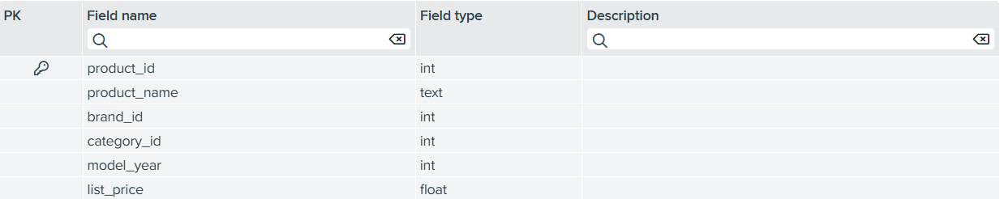 PK Field name Field type Description
product_id int
product_name text
brand_id int
category_id int
model_year int
list_price float